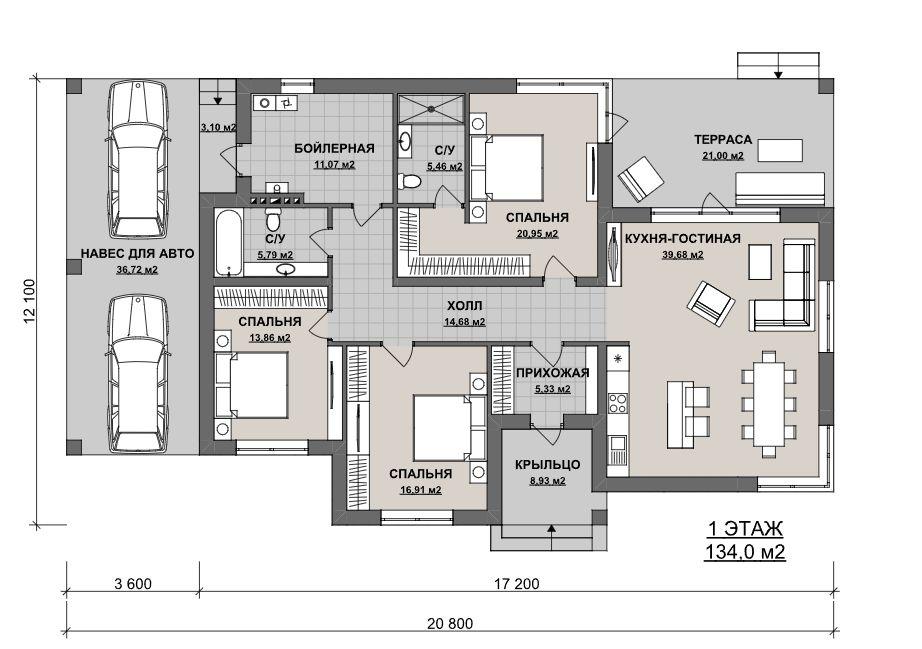 3,10 м2
БОЙЛЕРНАЯ
11,07 м2
С/У
5,46 м2
ТЕРРАСА
21,00 м2
СПАЛЬНЯ
20,95 м2
НАВЕС ДЛЯ АВТО
36,72 м2
С/У
5,79 м2
КУХНЯ-ГОСТИНАЯ
39,68 м2
12 100
ХОЛЛ
14,68 м2
СПАЛЬНЯ
13,86 м2
ПРИХОЖАЯ
5,33 м2
СПАЛЬНЯ
16,91 м2
КРЫЛЬЦО
8,93 м2
1 ЭТАЖ
134,0 м2
3 600
17 200
20 800